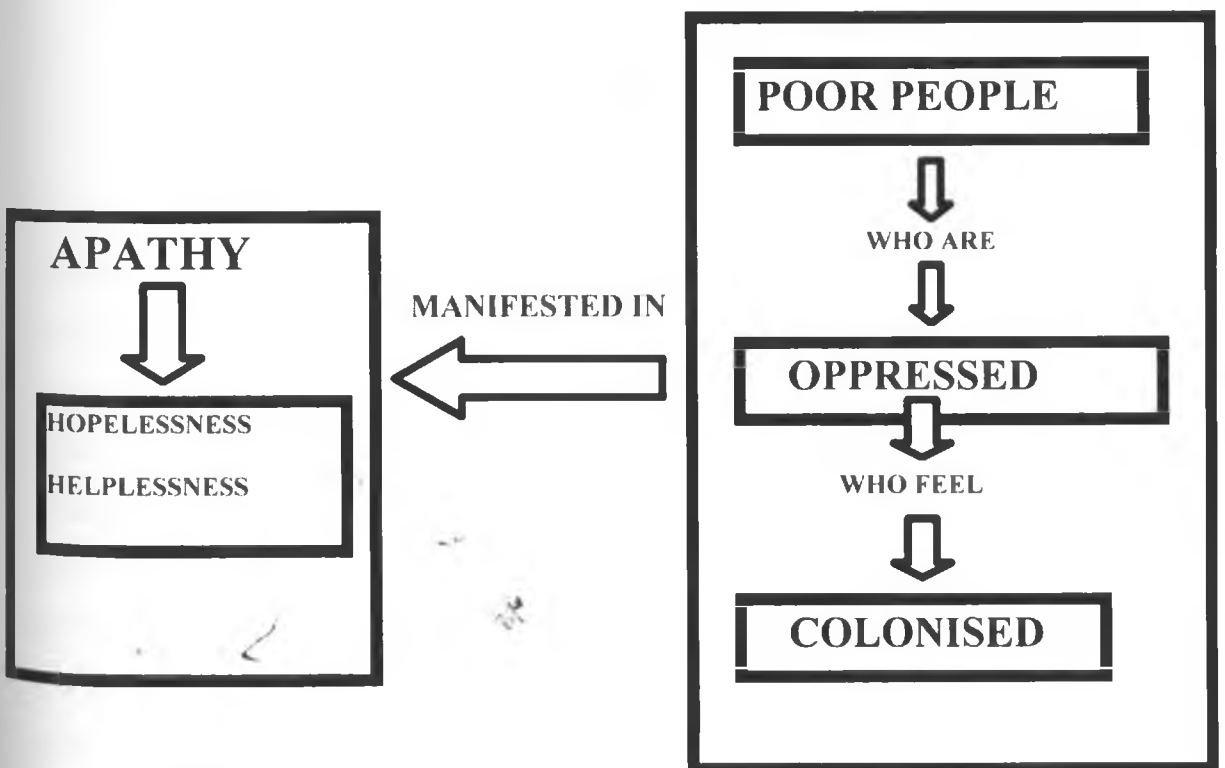 POOR PEOPLE
WHO ARE
OPPRESSED
WHO FEEL
COLONISED
MANIFESTED IN
APATHY
HOPELESSNESS
HELPLESSNESS